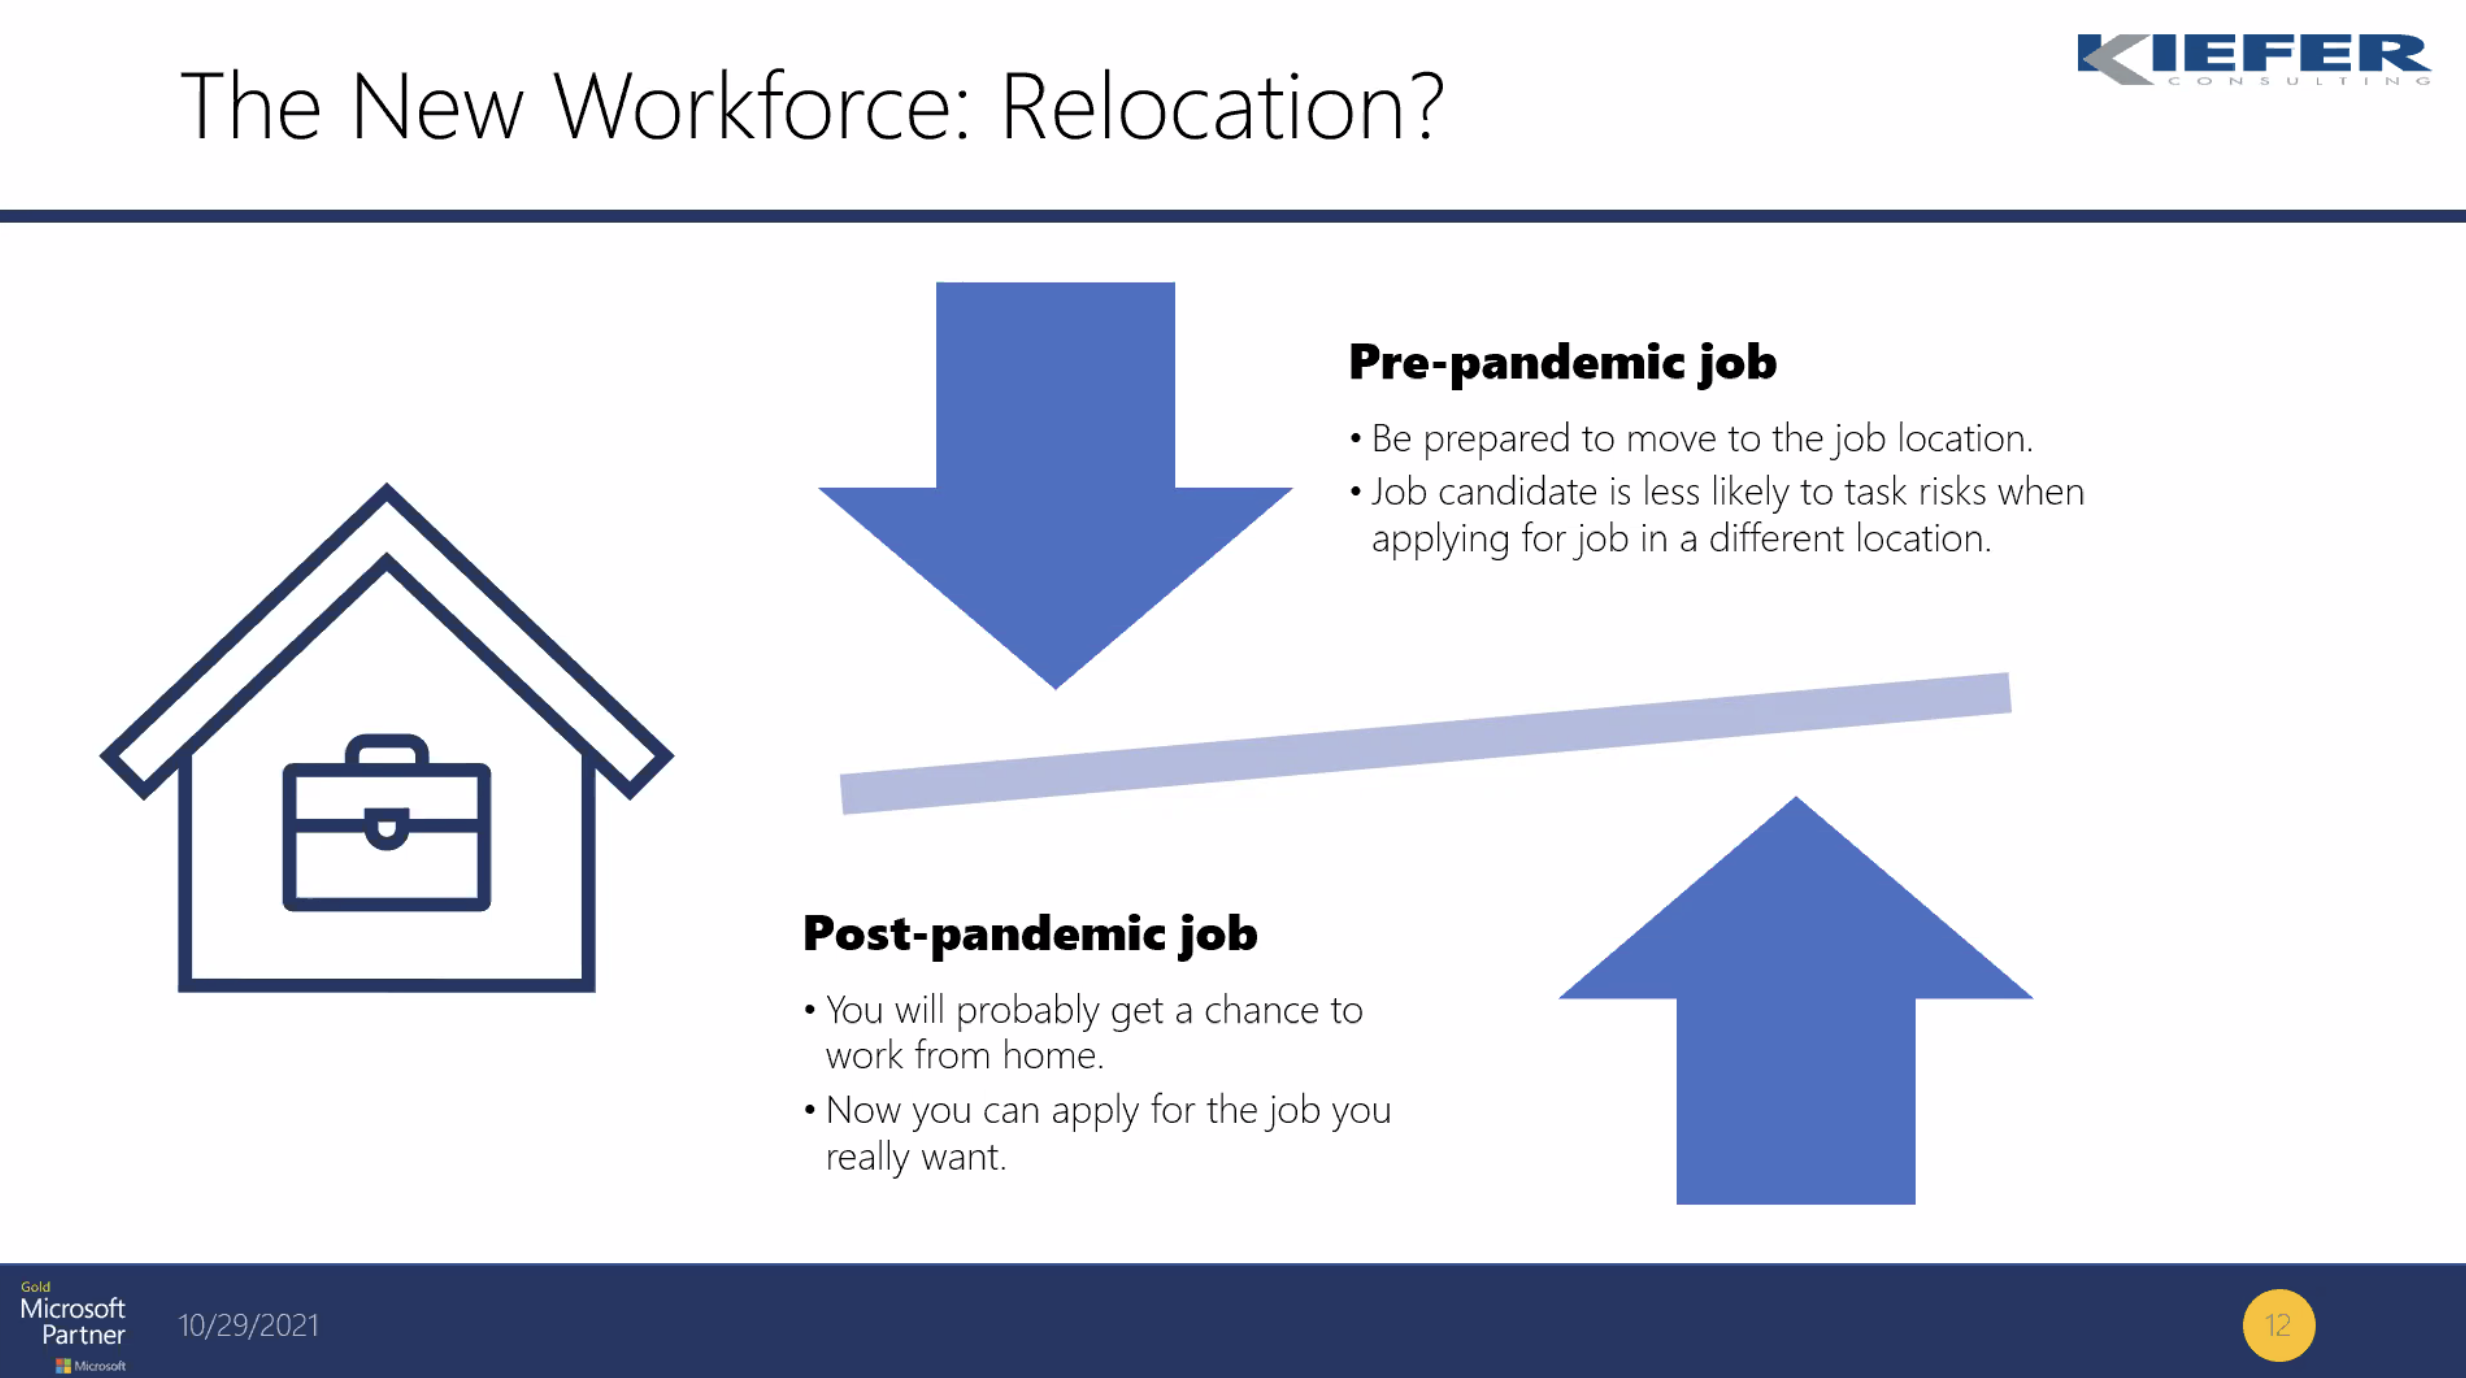 The New Workforce: Relocation?
KIEFER
CONSULTING
Pre-pandemic job
• Be prepared to move to the job location.
• Job candidate is less likely to task risks when
applying for job in a different location.
Post-pandemic job
• You will probably get a chance to
work from home.
• Now you can apply for the job you
really want.
Gold
Microsoft
Partner
Microsoft
10/29/2021
12